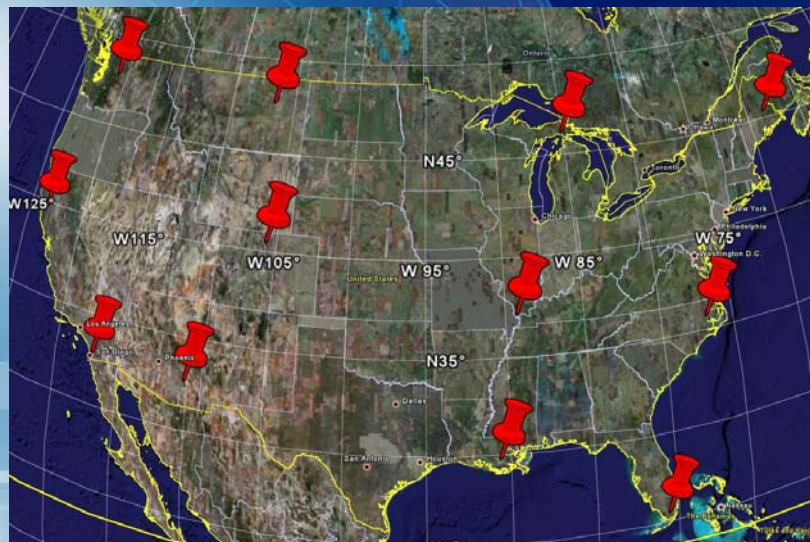 Ontario
Montreal
Ottawa
N45°
Toronto
W125°
New York
Chicago
Philadelphia
W115°
W105°
W 95°
W 85°
W 75°
Washington D.C.
United States
Los Angeles
San Diego
Phoenix
N35°
Dallas
San Antonio
Houston
Nassau
The Bahamas